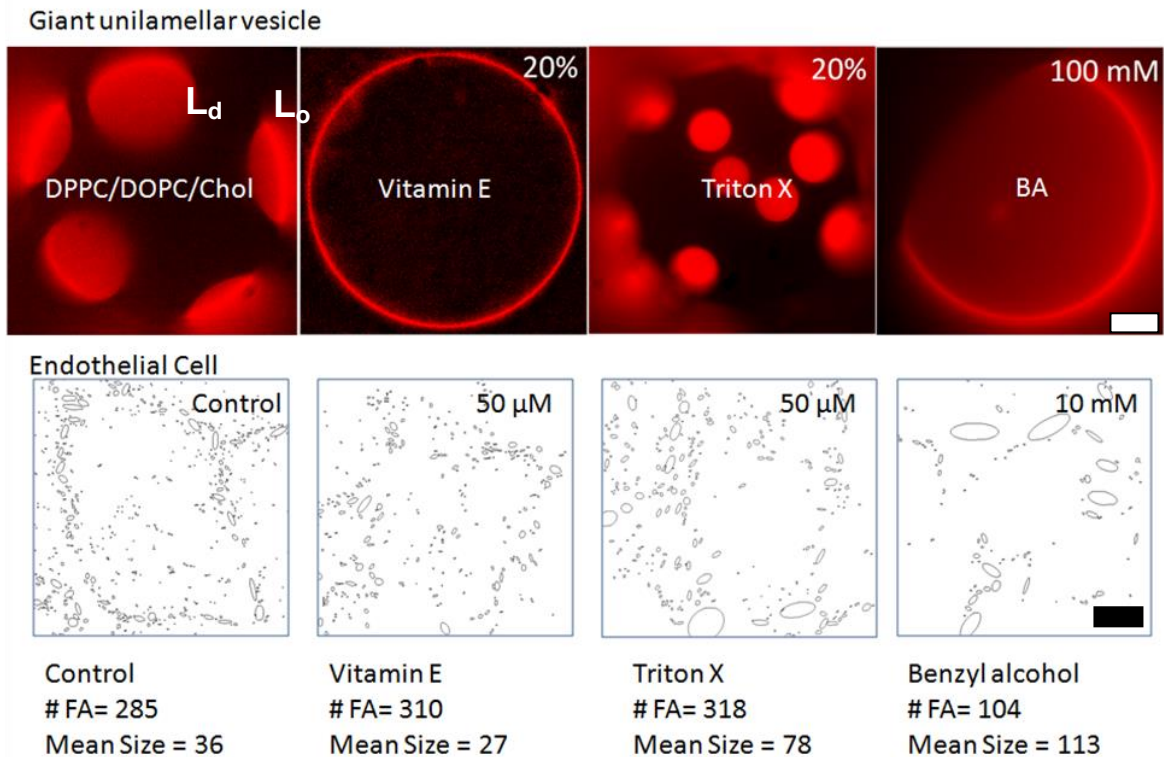 Giant unilamellar vesicle
L_d L_o 20% 20% 100 mM
DPPC/DOPC/Chol Vitamin E Triton X BA
Endothelial Cell
Control 50 µM 50 µM 10 mM
Control Vitamin E Triton X Benzyl alcohol
# FA= 285 # FA= 310 # FA= 318 # FA= 104
Mean Size = 36 Mean Size = 27 Mean Size = 78 Mean Size = 113